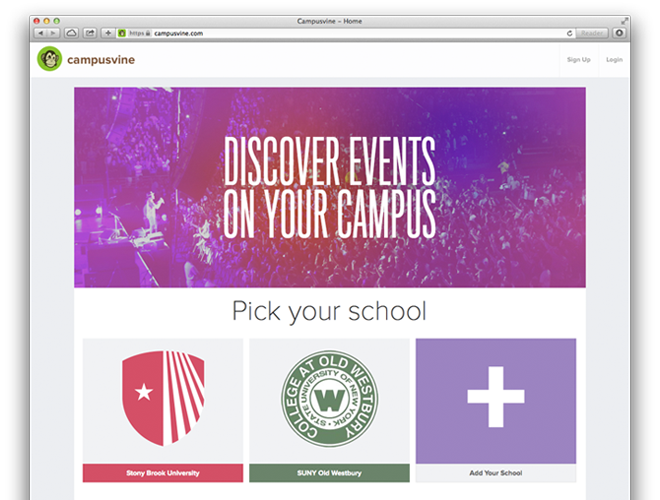 Campusvine – Home
https campusvine.com
Reader
campusvine
Sign Up
Login
DISCOVER EVENTS
ON YOUR CAMPUS
Pick your school
COLLEGE AT OLD WESTBURY
STATE UNIVERSITY OF NEW YORK
W
Stony Brook University
SUNY Old Westbury
Add Your School